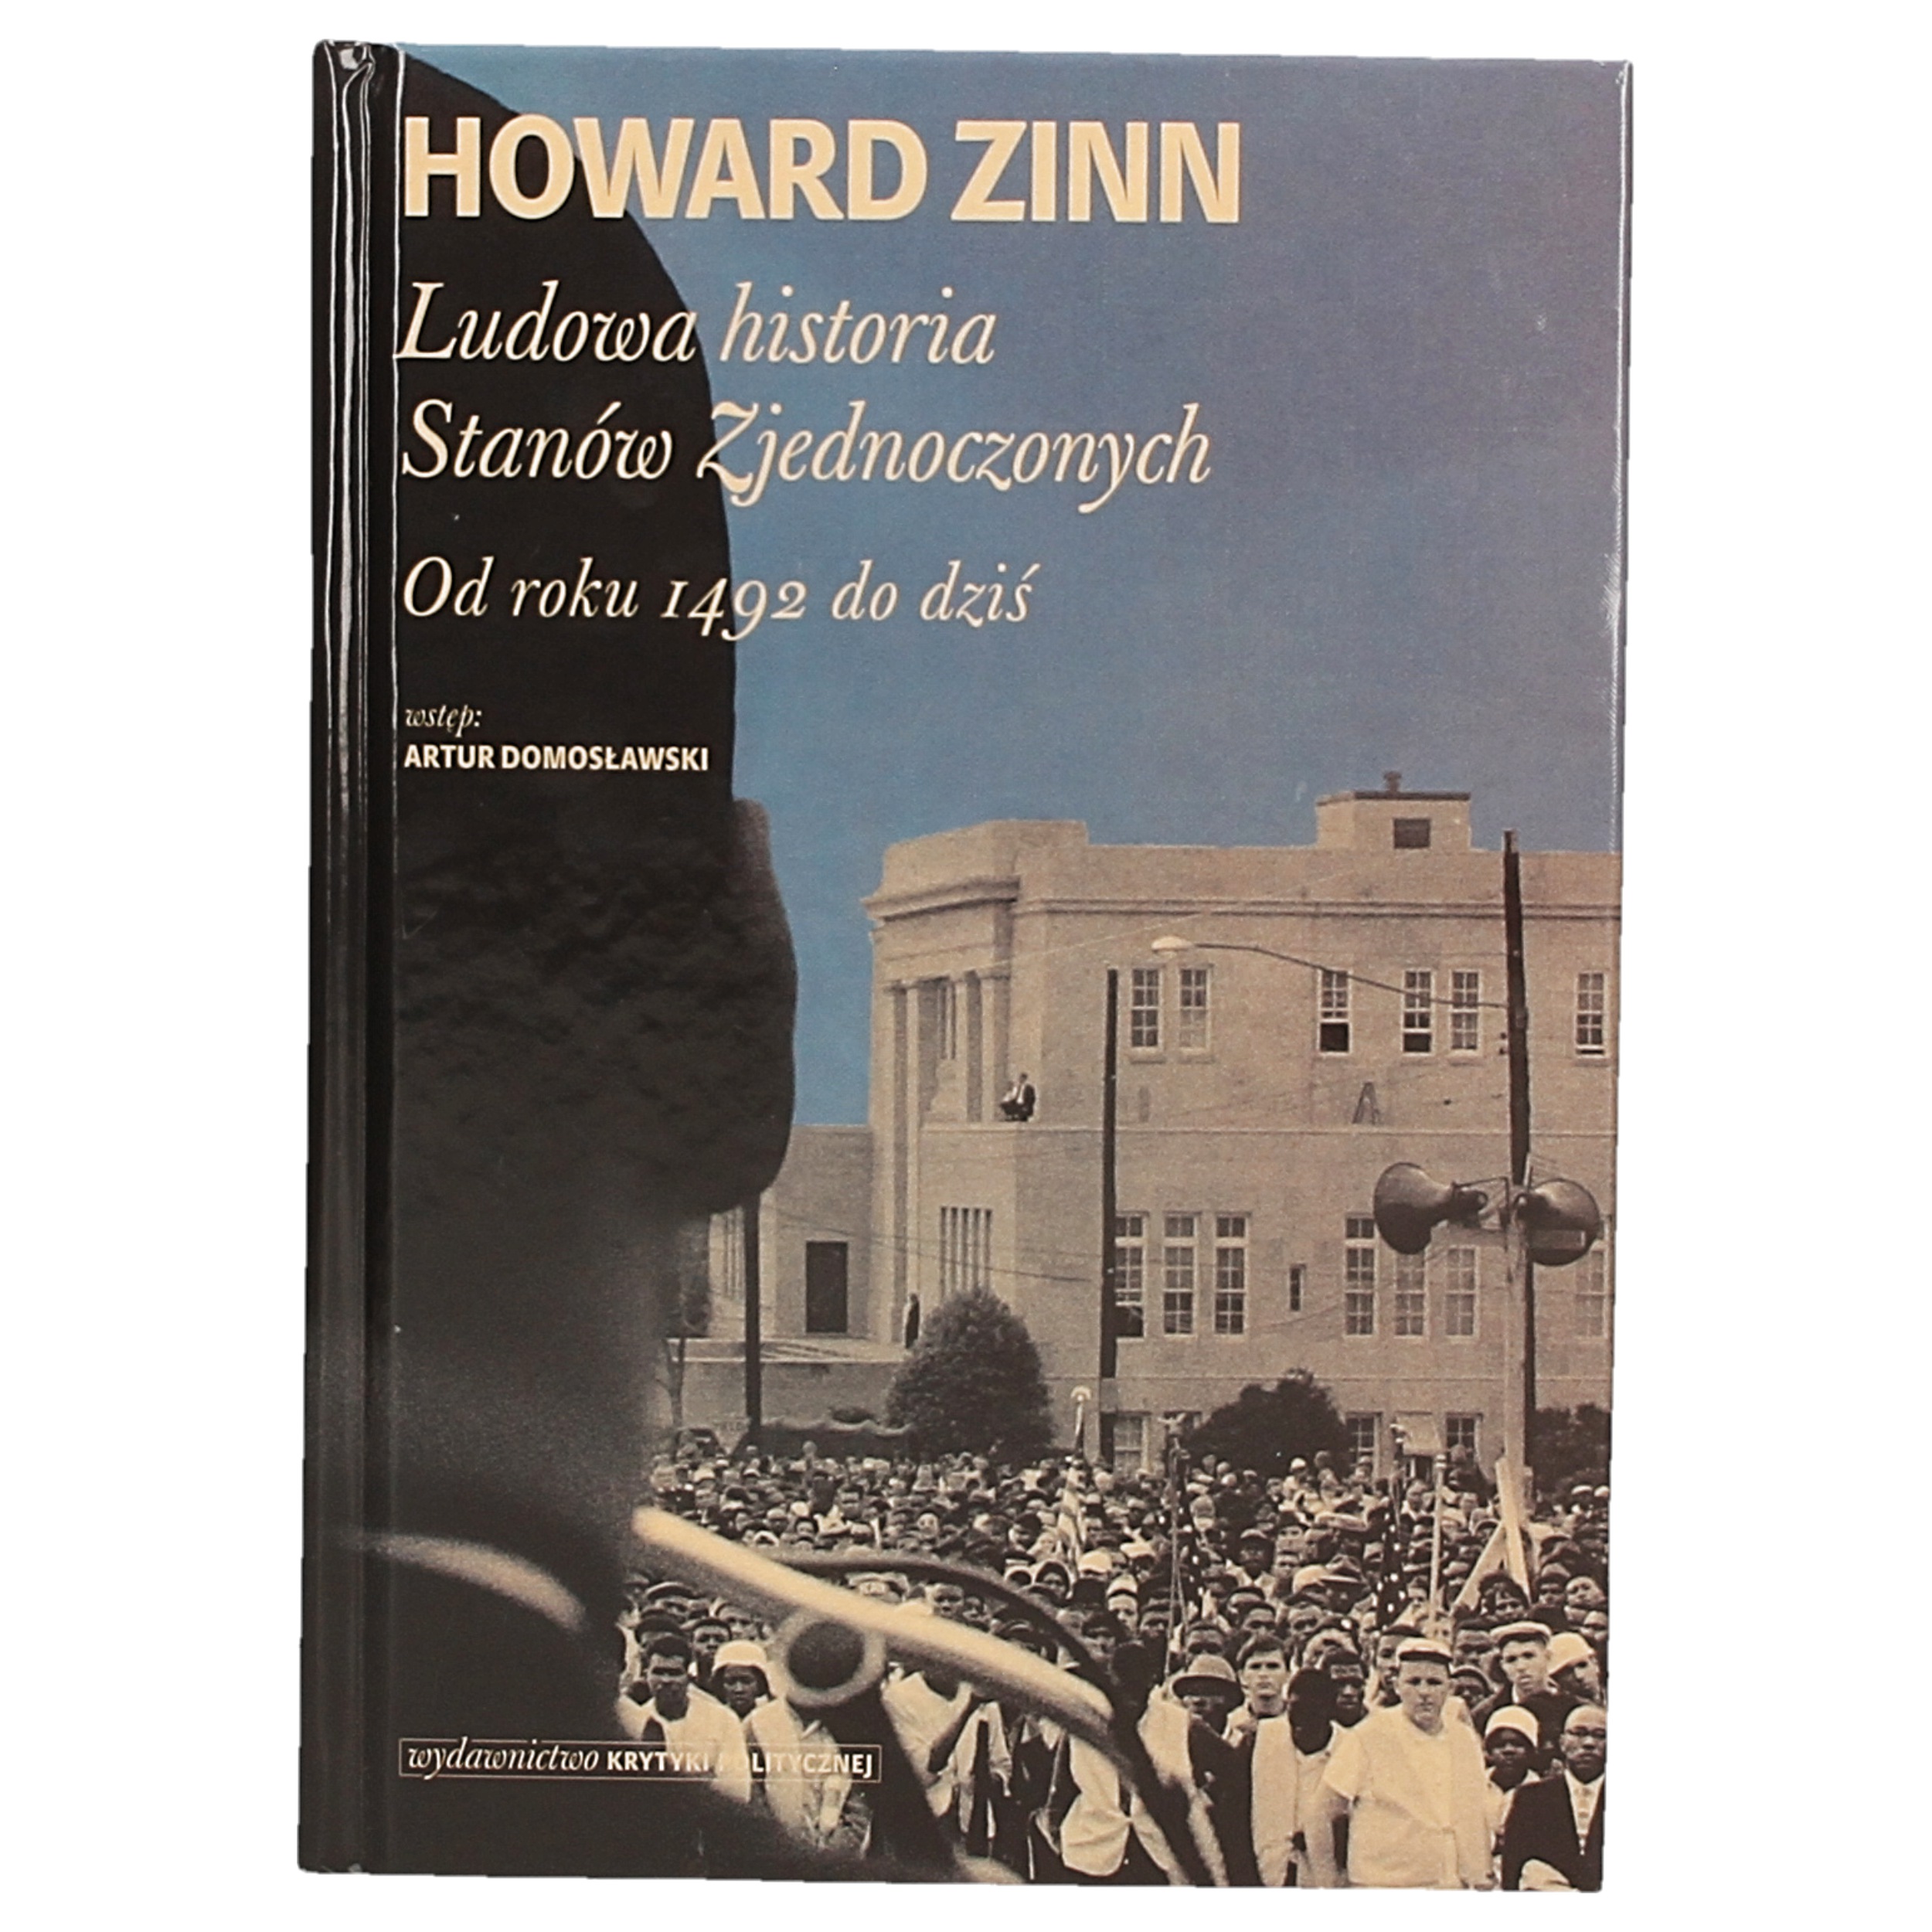 HOWARD ZINN
Ludowa historia
Stanów Zjednoczonych
Od roku 1492 do dziś
wstęp:
ARTUR DOMOSŁAWSKI
wydawnictwo KRYTYKI POLITYCZNEJ